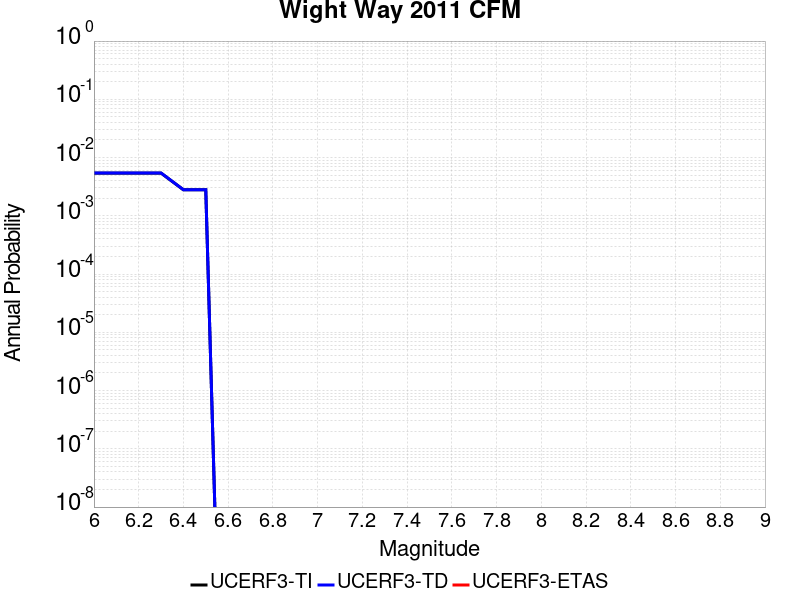 Wight Way 2011 CFM
Annual Probability
10^0
10^-1
10^-2
10^-3
10^-4
10^-5
10^-6
10^-7
10^-8
6 6.2 6.4 6.6 6.8 7 7.2 7.4 7.6 7.8 8 8.2 8.4 8.6 8.8 9
Magnitude
UCERF3-TI UCERF3-TD UCERF3-ETAS